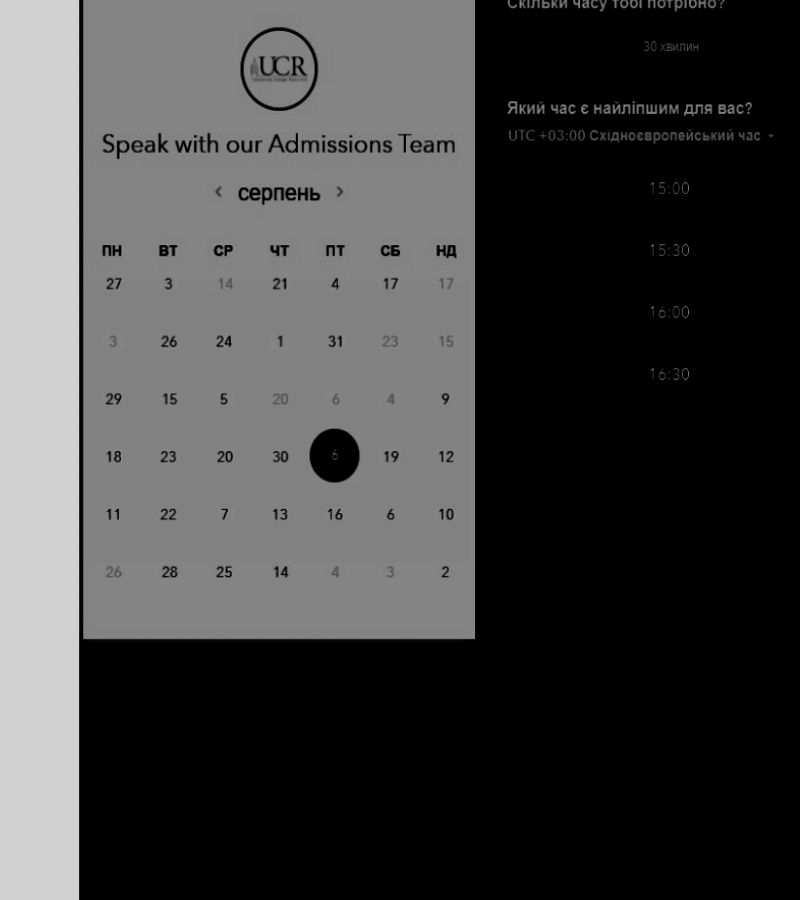 UCR
Speak with our Admissions Team
серпень
ПН ВТ СР ЧТ ПТ СБ НД
27 3 14 21 4 17 17
3 26 24 1 31 23 15
29 15 5 20 6 4 9
18 23 20 30 6 19 12
11 22 7 13 16 6 10
26 28 25 14 4 3 2
Скільки часу тобі потрібно?
30 хвилин
Який час є найліпшим для вас?
UTC +03:00 Східноєвропейський час
15:00
15:30
16:00
16:30